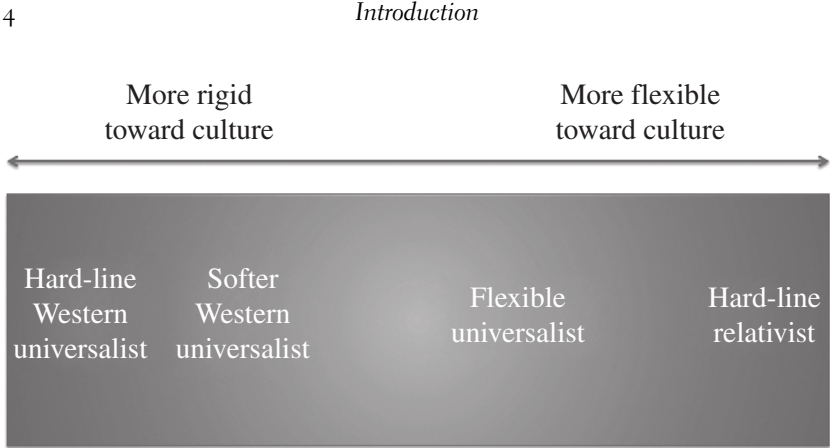 4
Introduction
More rigid
toward culture
More flexible
toward culture
Hard-line
Western
universalist
Softer
Western
universalist
Flexible
universalist
Hard-line
relativist